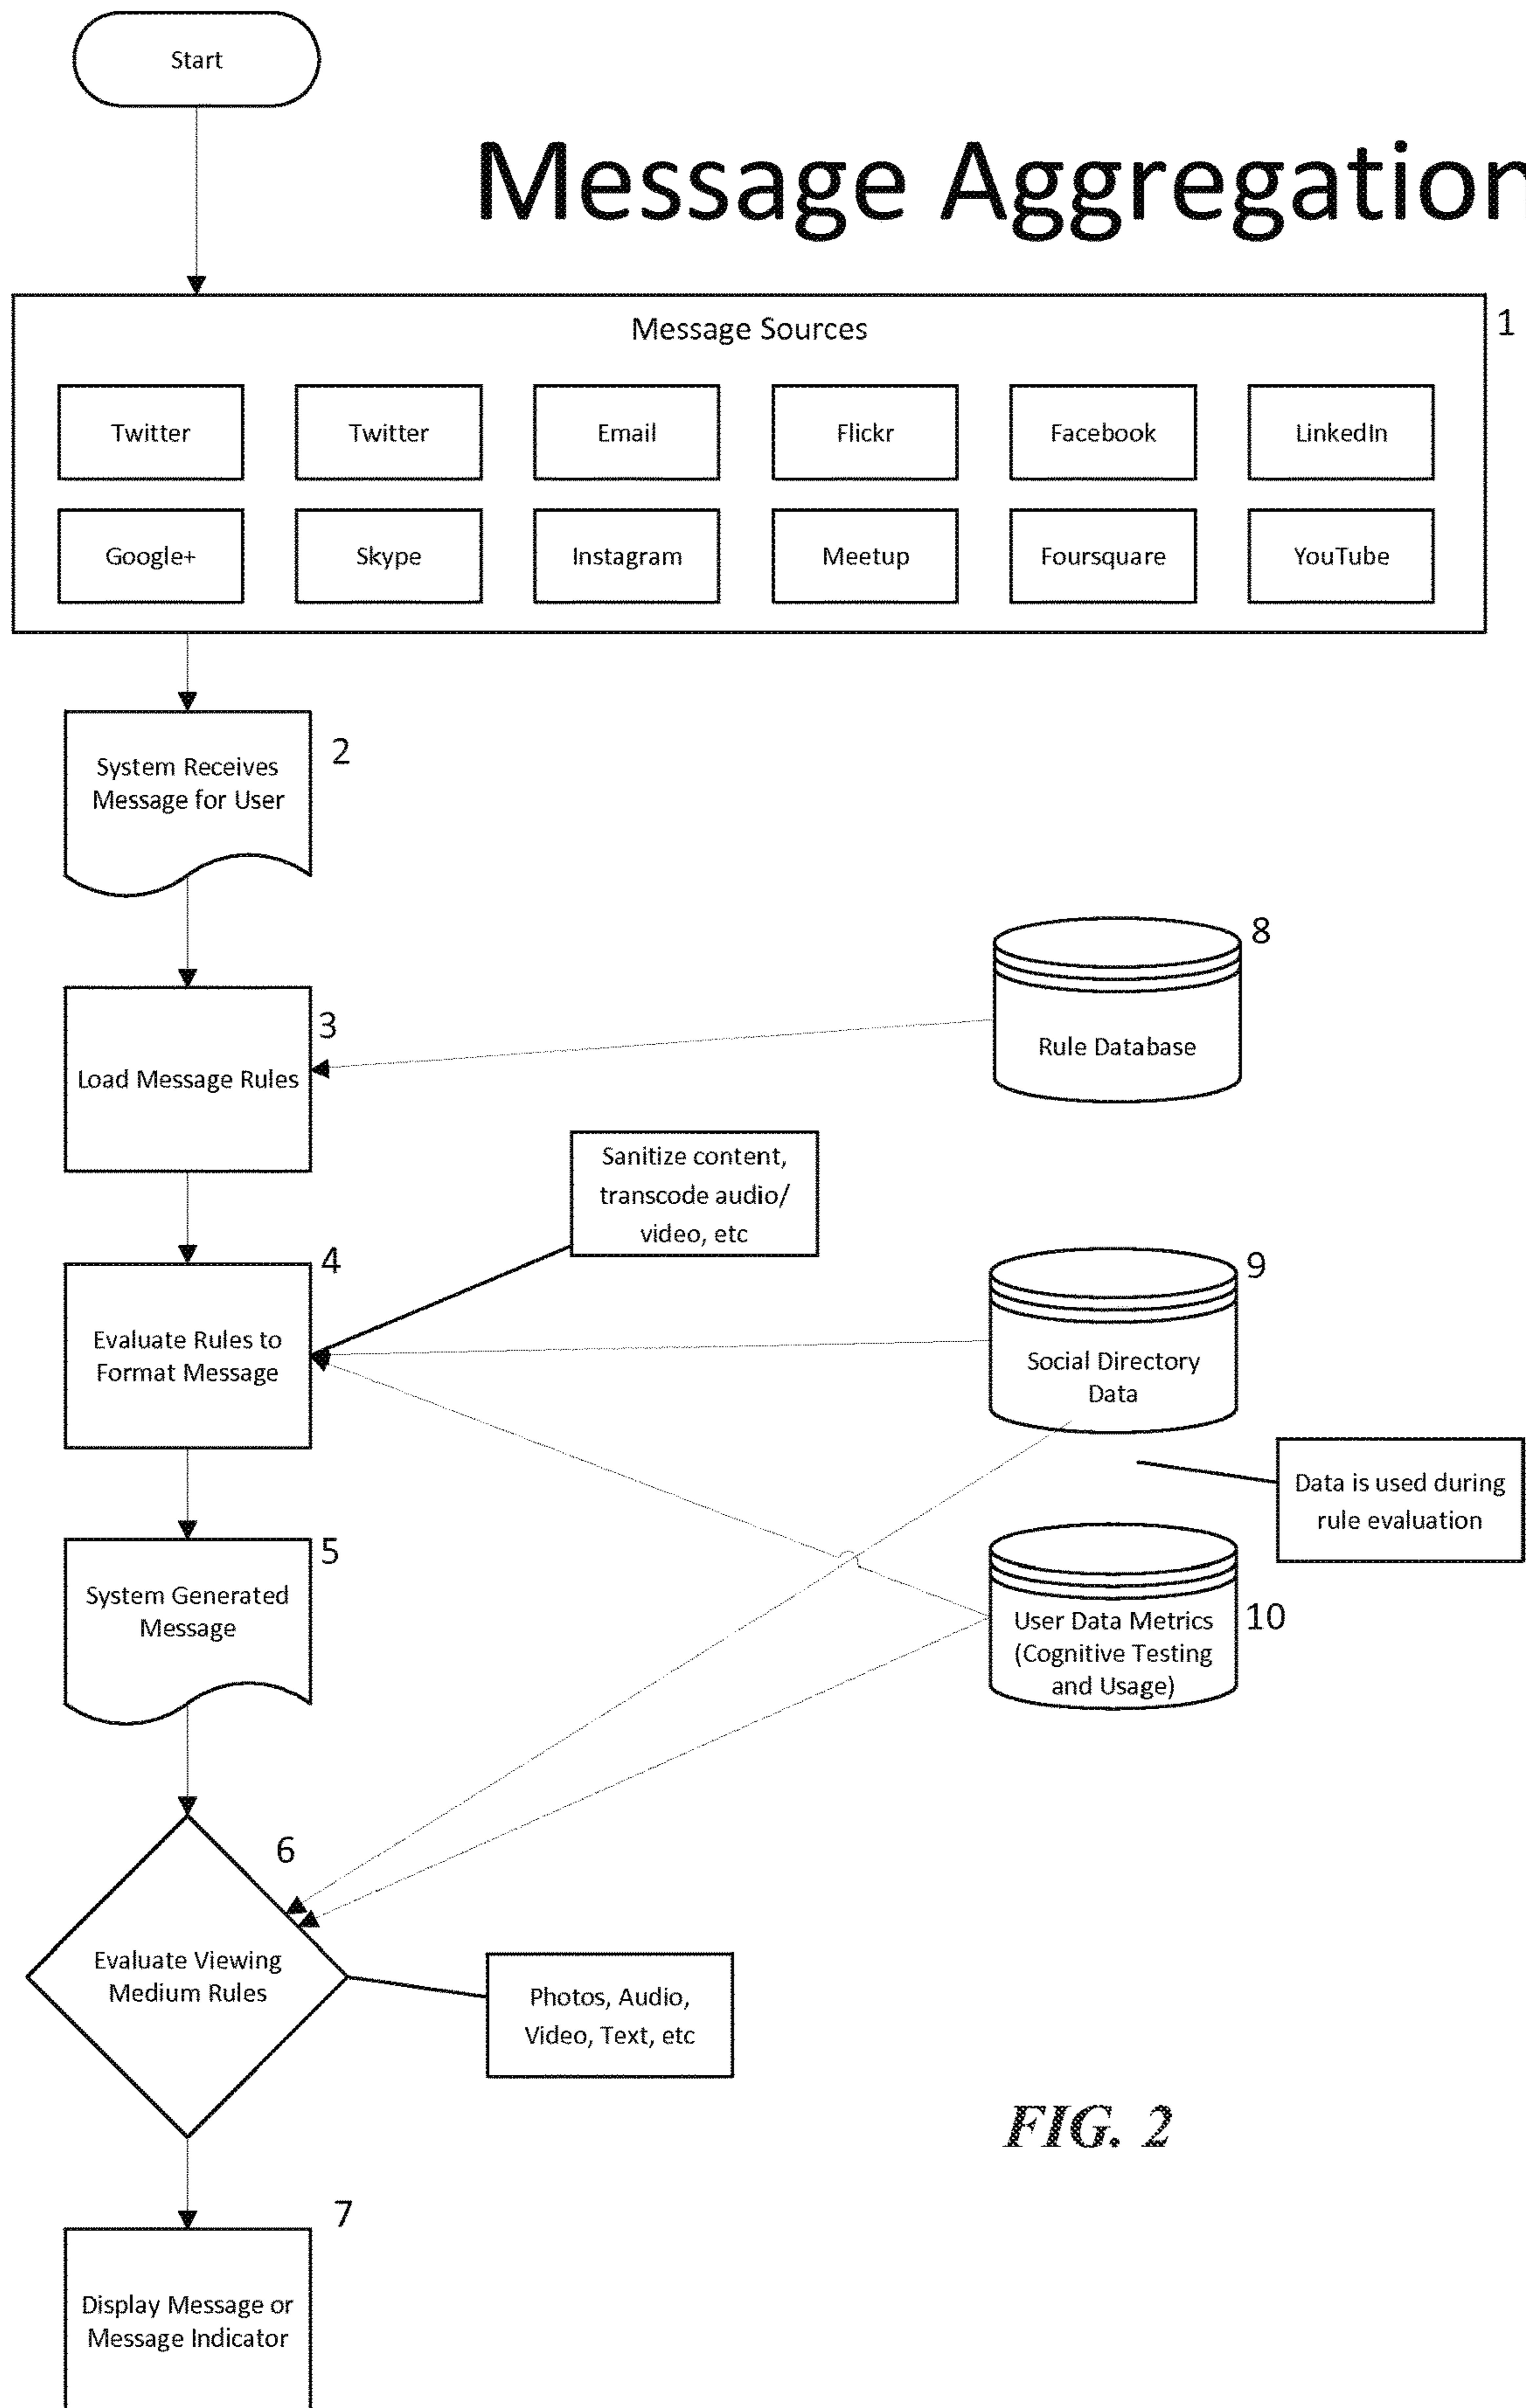 Start
Message Aggregation
Message Sources
1
Twitter
Twitter
Email
Flickr
Facebook
LinkedIn
Google+
Skype
Instagram
Meetup
Foursquare
YouTube
System Receives
Message for User
2
8
Rule Database
3
Load Message Rules
Sanitize content,
transcode audio/
video, etc
4
Evaluate Rules to
Format Message
9
Social Directory
Data
Data is used during
rule evaluation
5
System Generated
Message
10
User Data Metrics
(Cognitive Testing
and Usage)
6
Evaluate Viewing
Medium Rules
Photos, Audio,
Video, Text, etc
FIG. 2
7
Display Message or
Message Indicator